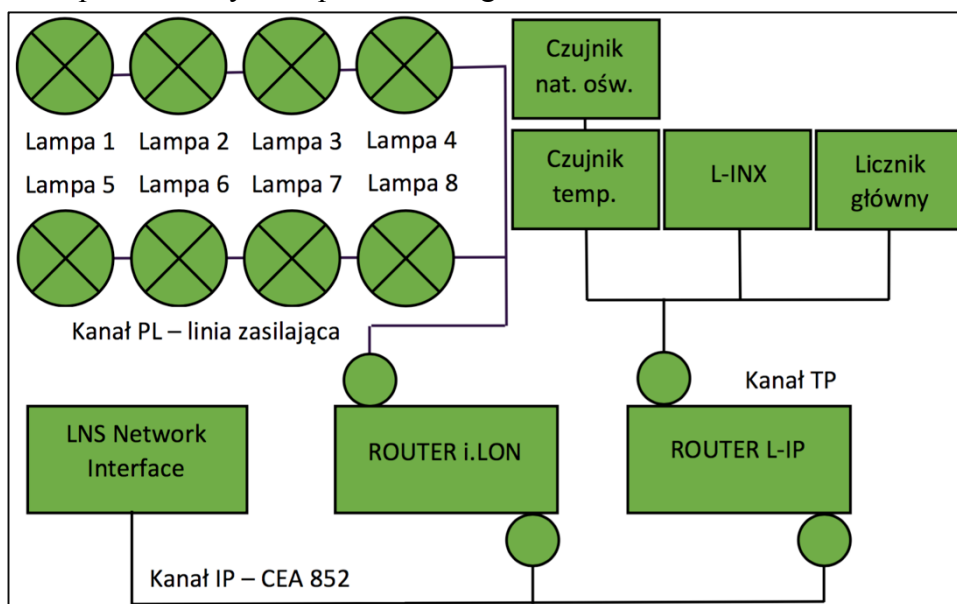 Czujnik
nat. ośw.
Lampa 1 Lampa 2 Lampa 3 Lampa 4
Lampa 5 Lampa 6 Lampa 7 Lampa 8
Czujnik
temp.
L-INX
Licznik
główny
Kanał PL – linia zasilająca
Kanał TP
LNS Network
Interface
ROUTER i.LON
ROUTER L-IP
Kanał IP – CEA 852